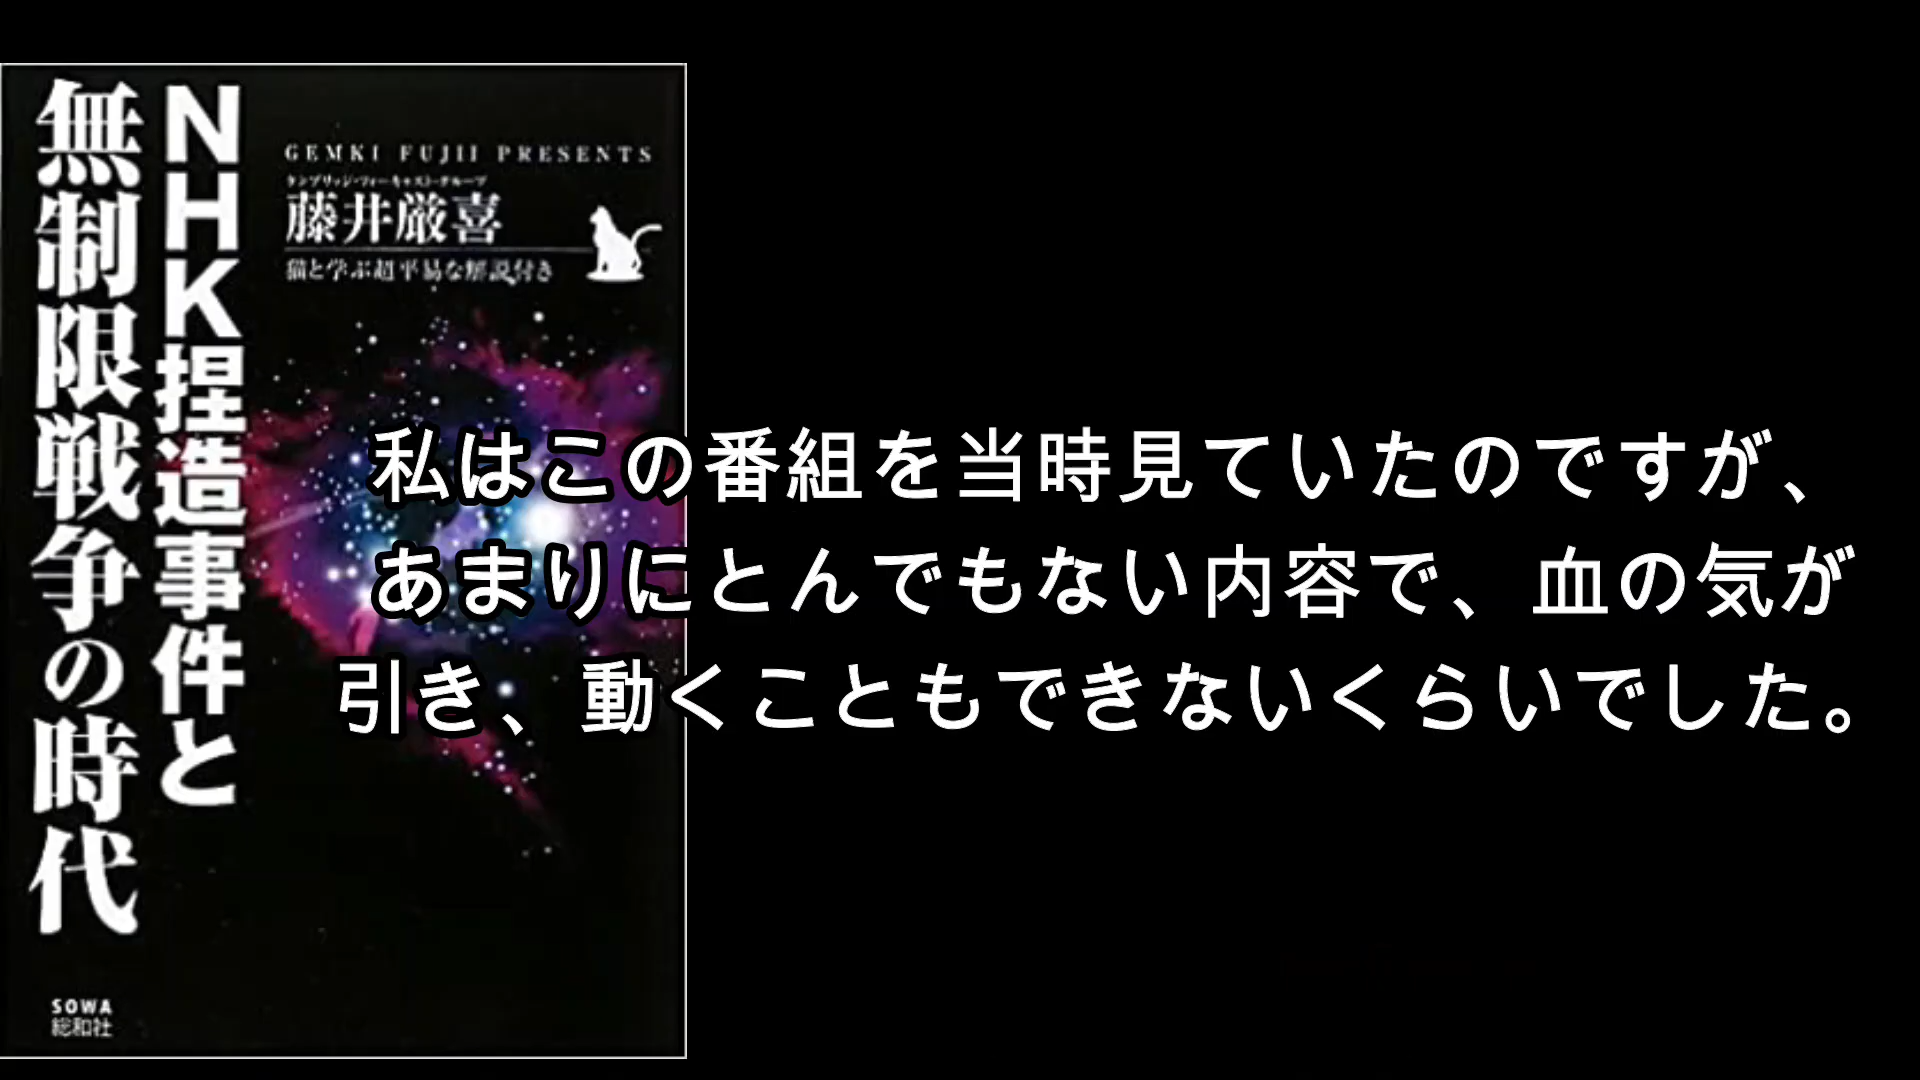 NHK捏造事件と
無制限戦争の時代
GEMKI FUJII PRESENTS
ケンブリッジ・フォーキャスト・グループ
藤井厳喜
猫と学ぶ超平易な解説付き
私はこの番組を当時見ていたのですが、
あまりにとんでもない内容で、血の気が
引き、動くこともできないくらいでした。
SOWA
総和社